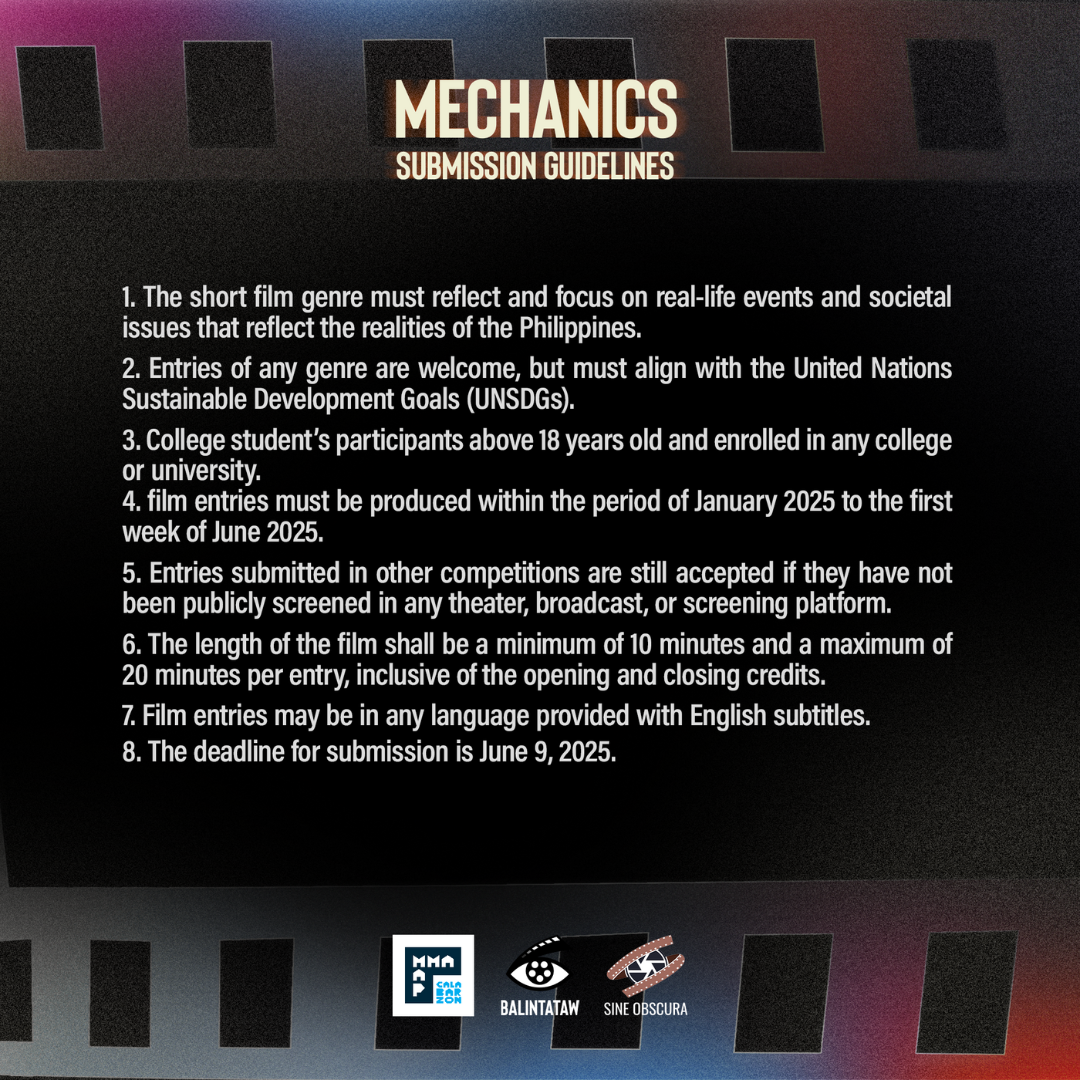 MECHANICS
SUBMISSION GUIDELINES
1. The short film genre must reflect and focus on real-life events and societal
issues that reflect the realities of the Philippines.
2. Entries of any genre are welcome, but must align with the United Nations
Sustainable Development Goals (UNSDGs).
3. College student’s participants above 18 years old and enrolled in any college
or university.
4. film entries must be produced within the period of January 2025 to the first
week of June 2025.
5. Entries submitted in other competitions are still accepted if they have not
been publicly screened in any theater, broadcast, or screening platform.
6. The length of the film shall be a minimum of 10 minutes and a maximum of
20 minutes per entry, inclusive of the opening and closing credits.
7. Film entries may be in any language provided with English subtitles.
8. The deadline for submission is June 9, 2025.
MMA
A
P
CALA
BAR
ZON
BALINTATAW
SINE OBSCURA